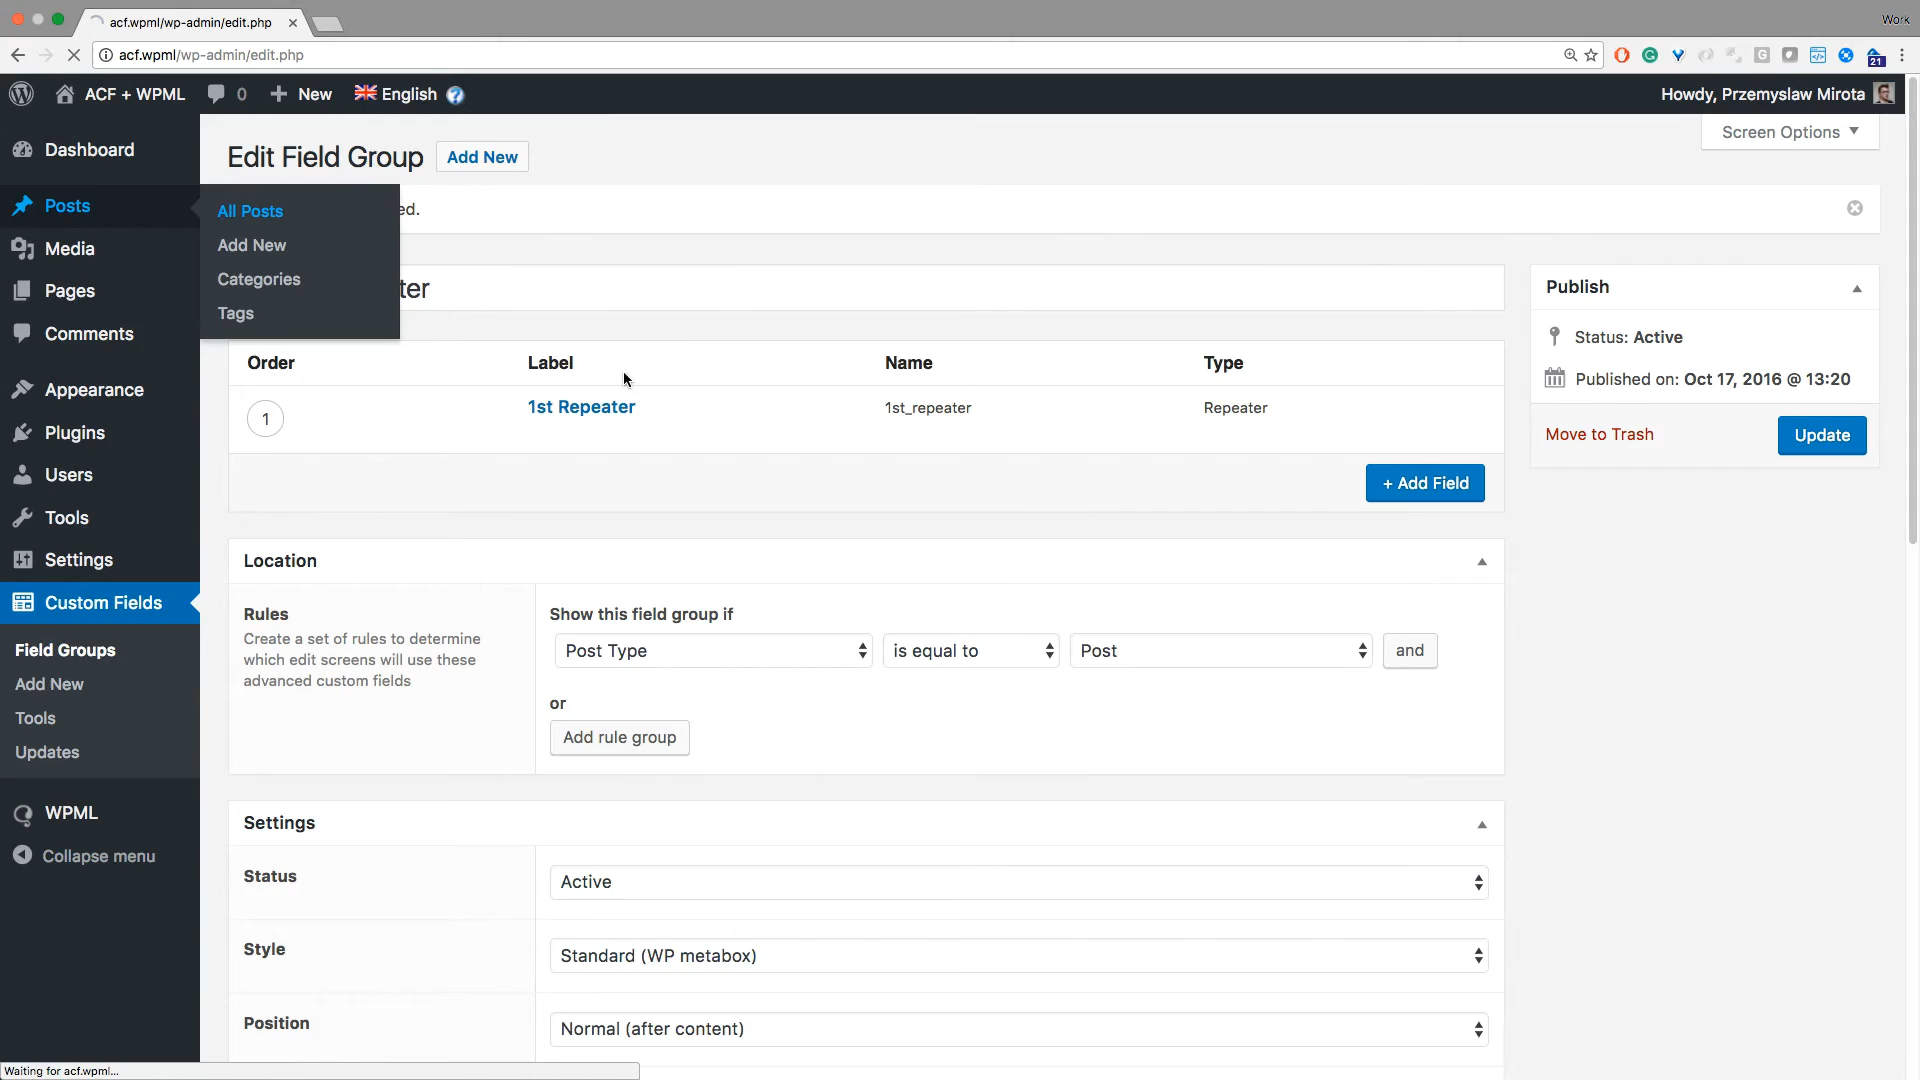 acf.wpml/wp-admin/edit.php
Work
acf.wpml/wp-admin/edit.php
21
ACF + WPML
0
New
English
Howdy, Przemyslaw Mirota
Dashboard
Posts
Media
Pages
Comments
Appearance
Plugins
Users
Tools
Settings
Custom Fields
Field Groups
Add New
Tools
Updates
WPML
Collapse menu
All Posts
Add New
Categories
Tags
Edit Field Group
Add New
Screen Options
ed.
ter
Order
Label
Name
Type
1
1st Repeater
1st_repeater
Repeater
+ Add Field
Publish
Status: Active
Published on: Oct 17, 2016 @ 13:20
Move to Trash
Update
Location
Rules
Create a set of rules to determine
which edit screens will use these
advanced custom fields
Show this field group if
Post Type
is equal to
Post
and
or
Add rule group
Settings
Status
Active
Style
Standard (WP metabox)
Position
Normal (after content)
Waiting for acf.wpml...